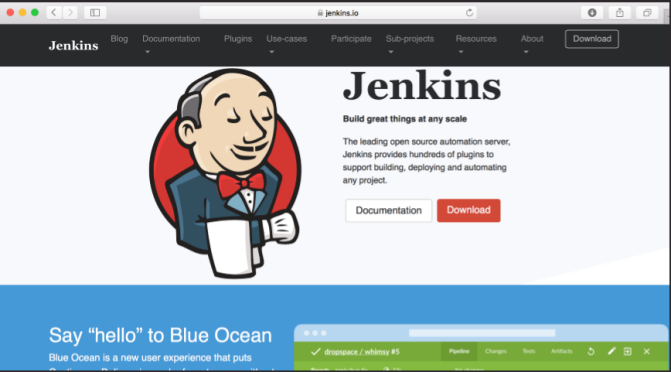 jenkins.io
Jenkins Blog Documentation Plugins Use-cases Participate Sub-projects Resources About Download
Jenkins
Build great things at any scale
The leading open source automation server,
Jenkins provides hundreds of plugins to
support building, deploying and automating
any project.
Documentation Download
Say “hello” to Blue Ocean
Blue Ocean is a new user experience that puts
dropspace / whimsy #5 Pipeline Changes Tests Artifacts